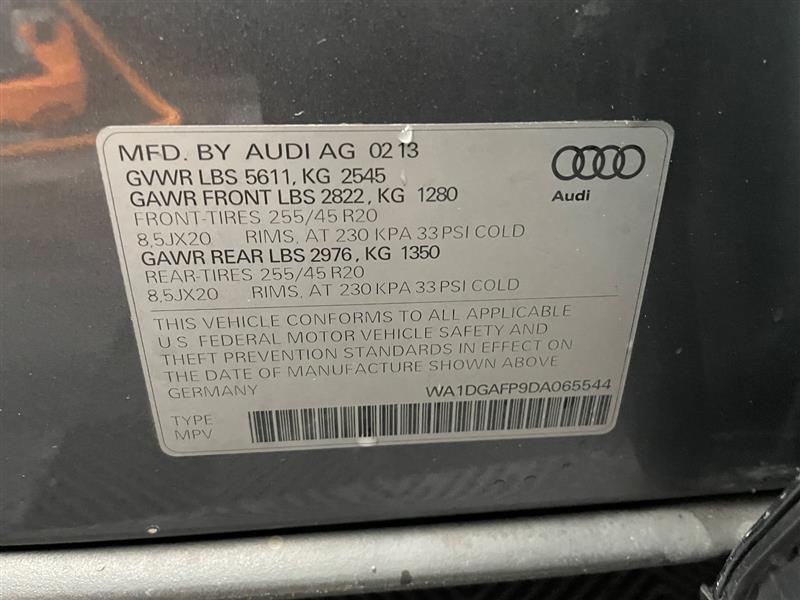 MFD. BY AUDI AG 02 13
GVWR LBS 5611, KG 2545
GAWR FRONT LBS 2822, KG 1280
FRONT-TIRES 255/45 R20
8,5JX20 RIMS, AT 230 KPA 33 PSI COLD
GAWR REAR LBS 2976, KG 1350
REAR-TIRES 255/45 R20
8,5JX20 RIMS, AT 230 KPA 33 PSI COLD
Audi
THIS VEHICLE CONFORMS TO ALL APPLICABLE
U.S. FEDERAL MOTOR VEHICLE SAFETY AND
THEFT PREVENTION STANDARDS IN EFFECT ON
THE DATE OF MANUFACTURE SHOWN ABOVE
GERMANY WA1DGAFP9DA065544
TYPE
MPV